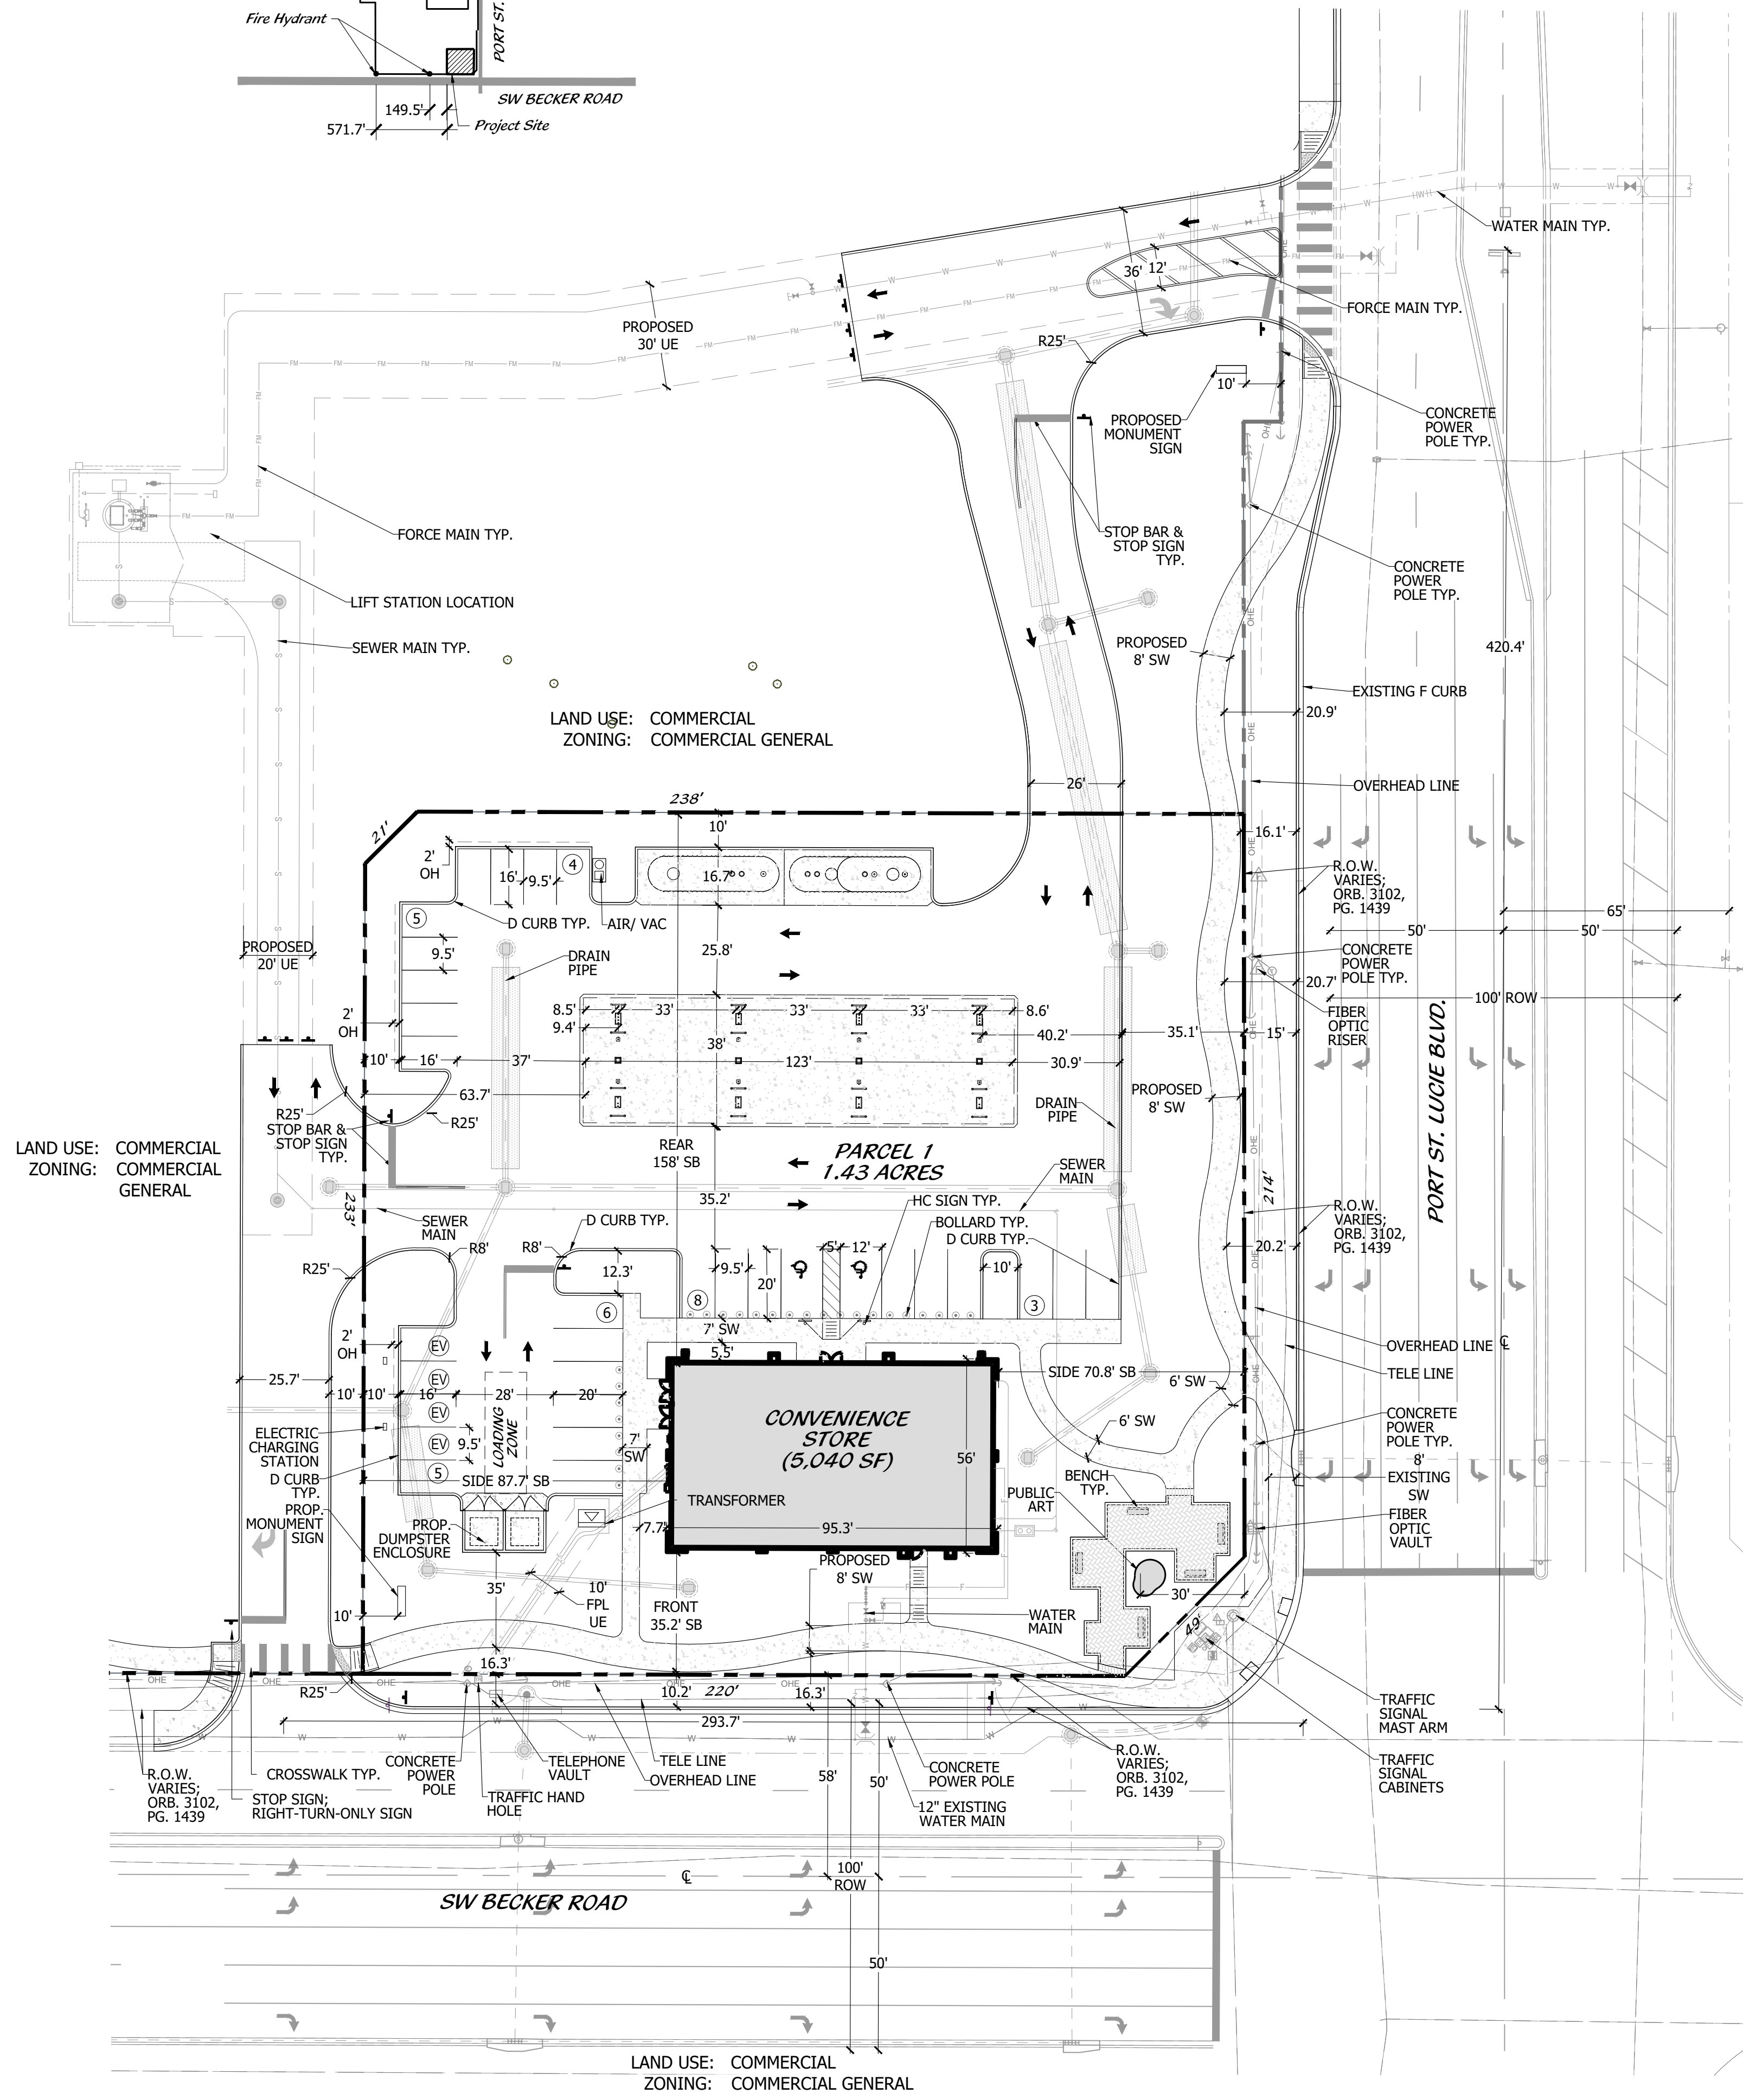 Fire Hydrant
PORT ST.
SW BECKER ROAD
149.5'
571.7'
Project Site
WATER MAIN TYP.
36'
12'
FORCE MAIN TYP.
PROPOSED
30' UE
R25'
10'
PROPOSED
MONUMENT
SIGN
CONCRETE
POWER
POLE TYP.
FORCE MAIN TYP.
STOP BAR &
STOP SIGN
TYP.
CONCRETE
POWER
POLE TYP.
LIFT STATION LOCATION
SEWER MAIN TYP.
PROPOSED
8' SW
420.4'
EXISTING F CURB
20.9'
LAND USE: COMMERCIAL
ZONING: COMMERCIAL GENERAL
26'
OVERHEAD LINE
238'
21'
10'
16.1'
2'
OH
16'
9.5'
4
16.7'
R.O.W.
VARIES;
ORB. 3102,
PG. 1439
5
D CURB TYP.
AIR/ VAC
65'
50'
50'
PROPOSED
20' UE
9.5'
DRAIN
PIPE
25.8'
CONCRETE
POWER
POLE TYP.
20.7'
100' ROW
2'
OH
8.5'
33'
33'
33'
8.6'
9.4'
FIBER
OPTIC
RISER
38'
40.2'
35.1'
15'
10'
16'
37'
123'
30.9'
63.7'
PROPOSED
8' SW
PORT ST. LUCIE BLVD.
R25'
STOP BAR &
STOP SIGN
TYP.
R25'
DRAIN
PIPE
LAND USE: COMMERCIAL
ZONING: COMMERCIAL
GENERAL
REAR
158' SB
PARCEL 1
1.43 ACRES
SEWER
MAIN
233'
35.2'
HC SIGN TYP.
214'
SEWER
MAIN
D CURB TYP.
BOLLARD TYP.
D CURB TYP.
R.O.W.
VARIES;
ORB. 3102,
PG. 1439
R8'
R8'
5'
12'
20.2'
R25'
12.3'
9.5'
20'
10'
6
8
3
7' SW
2'
OH
EV
5.5'
OVERHEAD LINE
TELE LINE
25.7'
10'
10'
EV
16'
28'
20'
SIDE 70.8' SB
6' SW
EV
LOADING
ZONE
CONVENIENCE
STORE
(5,040 SF)
6' SW
CONCRETE
POWER
POLE TYP.
ELECTRIC
CHARGING
STATION
EV
9.5'
7'
SW
56'
8'
EXISTING
SW
5
SIDE 87.7' SB
D CURB
TYP.
BENCH
TYP.
PUBLIC
ART
TRANSFORMER
PROP.
MONUMENT
SIGN
PROP.
DUMPSTER
ENCLOSURE
7.7'
95.3'
FIBER
OPTIC
VAULT
PROPOSED
8' SW
35'
10'
FPL
UE
30'
10'
FRONT
35.2' SB
WATER
MAIN
49'
16.3'
R25'
10.2'
220'
16.3'
293.7'
TRAFFIC
SIGNAL
MAST ARM
R.O.W.
VARIES;
ORB. 3102,
PG. 1439
CROSSWALK TYP.
STOP SIGN;
RIGHT-TURN-ONLY SIGN
CONCRETE
POWER
POLE
TRAFFIC HAND
HOLE
TELEPHONE
VAULT
TELE LINE
OVERHEAD LINE
58'
50'
CONCRETE
POWER POLE
12" EXISTING
WATER MAIN
R.O.W.
VARIES;
ORB. 3102,
PG. 1439
TRAFFIC
SIGNAL
CABINETS
100'
ROW
SW BECKER ROAD
50'
LAND USE: COMMERCIAL
ZONING: COMMERCIAL GENERAL